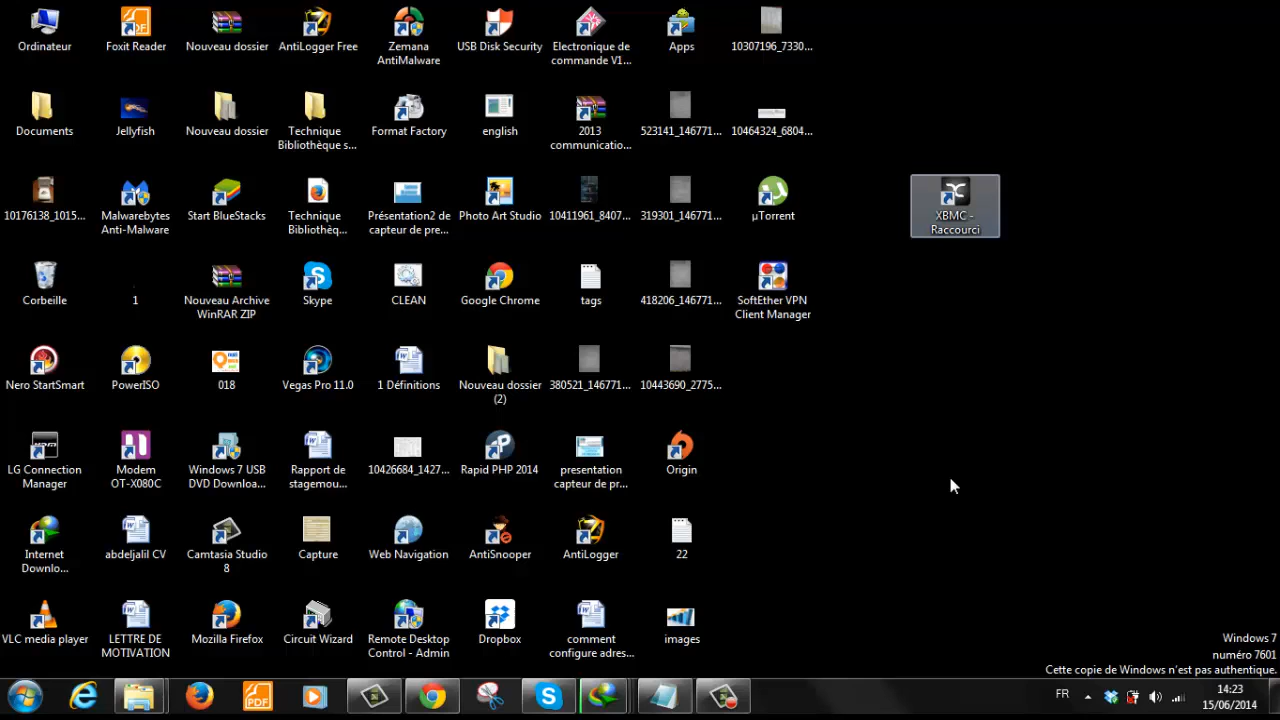 Ordinateur
Foxit Reader
Nouveau dossier
AntiLogger Free
Zemana
AntiMalware
USB Disk Security
Electronique de
commande V1...
Apps
10307196_7330...
Documents
Jellyfish
Nouveau dossier
Technique
Bibliothèque s...
Format Factory
english
2013
communicatio...
523141_146771...
10464324_6804...
10176138_1015...
Malwarebytes
Anti-Malware
Start BlueStacks
Technique
Bibliothèq...
Présentation2 de
capteur de pre...
Photo Art Studio
10411961_8407...
319301_146771...
µTorrent
XBMC -
Raccourci
Corbeille
1
Nouveau Archive
WinRAR ZIP
Skype
CLEAN
Google Chrome
tags
418206_146771...
SoftEther VPN
Client Manager
Nero StartSmart
PowerISO
018
Vegas Pro 11.0
1 Définitions
Nouveau dossier
(2)
380521_146771...
10443690_2775...
LG Connection
Manager
Modem
OT-X080C
Windows 7 USB
DVD Downloa...
Rapport de
stagemou...
10426684_1427...
Rapid PHP 2014
presentation
capteur de pr...
Origin
Internet
Downlo...
abdeljalil CV
Camtasia Studio
8
Capture
Web Navigation
AntiSnooper
AntiLogger
22
VLC media player
LETTRE DE
MOTIVATION
Mozilla Firefox
Circuit Wizard
Remote Desktop
Control - Admin
Dropbox
comment
configure adres...
images
Windows 7
numéro 7601
Cette copie de Windows n'est pas authentique.
PDF
FR
14:23
15/06/2014